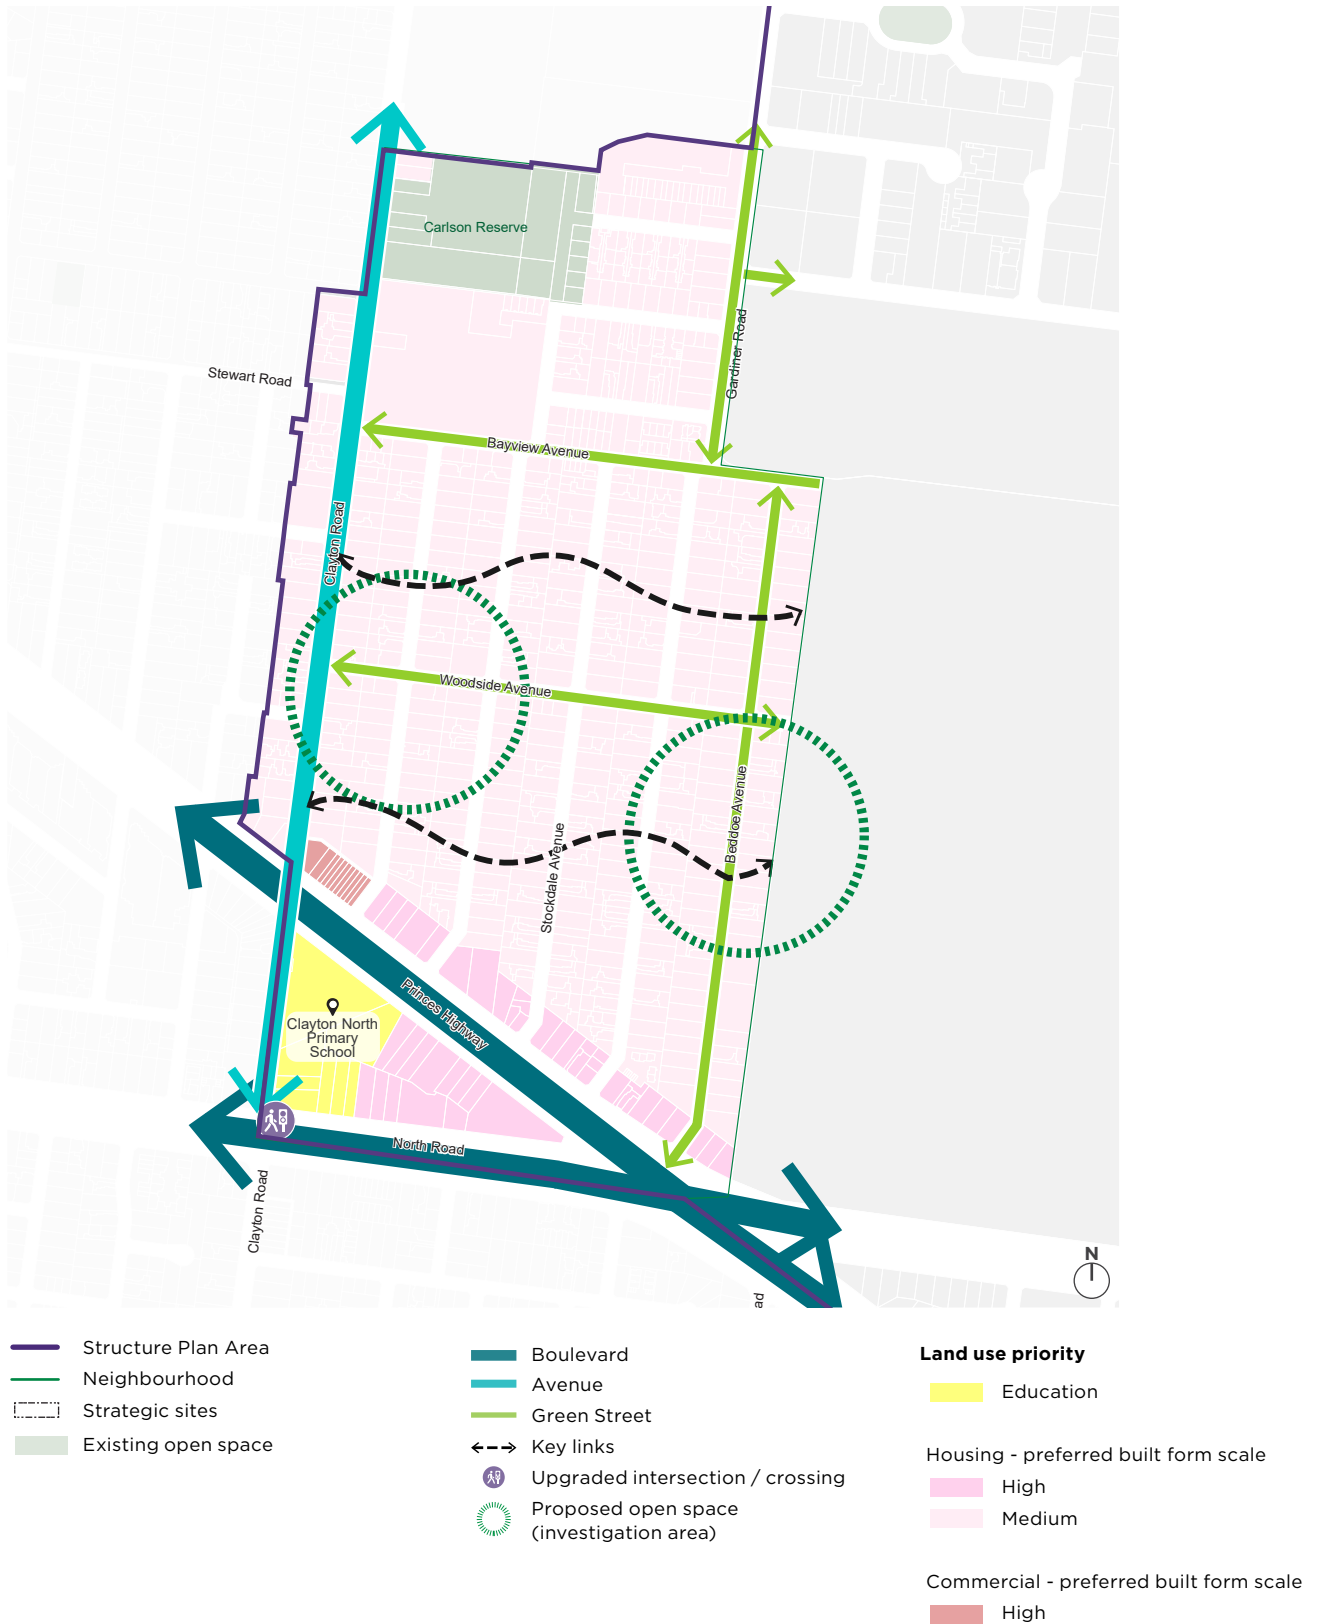 Carlson Reserve
Gardiner Road
Stewart Road
Bayview Avenue
Clayton Road
Woodside Avenue
Beddoe Avenue
Stockdale Avenue
Princes Highway
Clayton North
Primary
School
North Road
Clayton Road
N
ad
Structure Plan Area
Neighbourhood
Strategic sites
Existing open space
Boulevard
Avenue
Green Street
Key links
Upgraded intersection / crossing
Proposed open space
(investigation area)
Land use priority
Education
Housing - preferred built form scale
High
Medium
Commercial - preferred built form scale
High